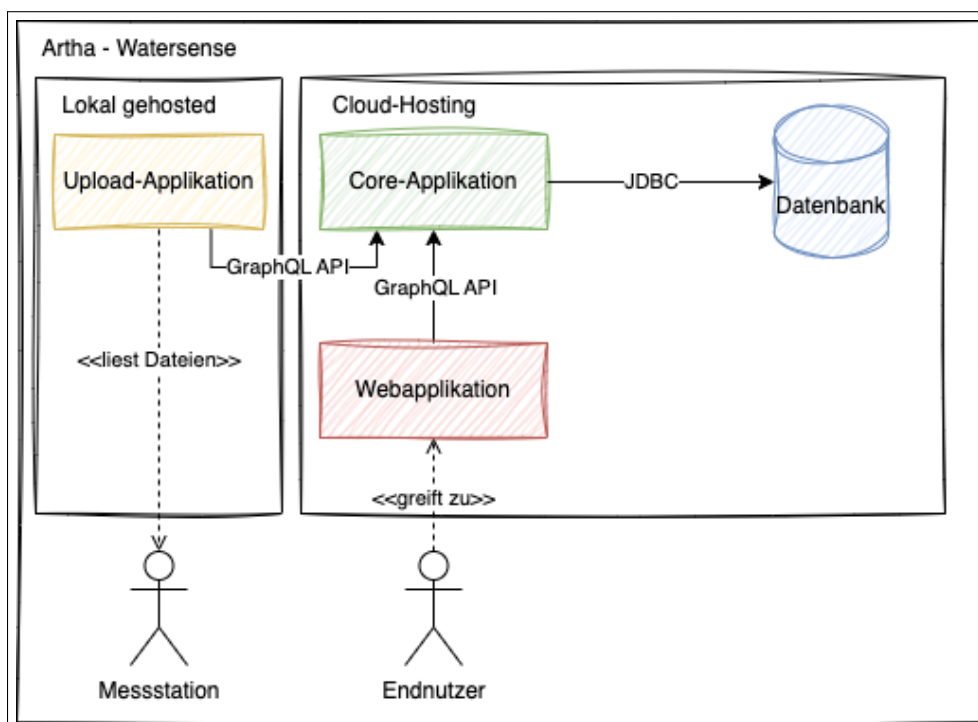 Artha - Watersense
Lokal gehosted
Cloud-Hosting
Upload-Applikation
Core-Applikation
JDBC
Datenbank
GraphQL API
GraphQL API
<<liest Dateien>>
Webapplikation
<<greift zu>>
Messstation
Endnutzer